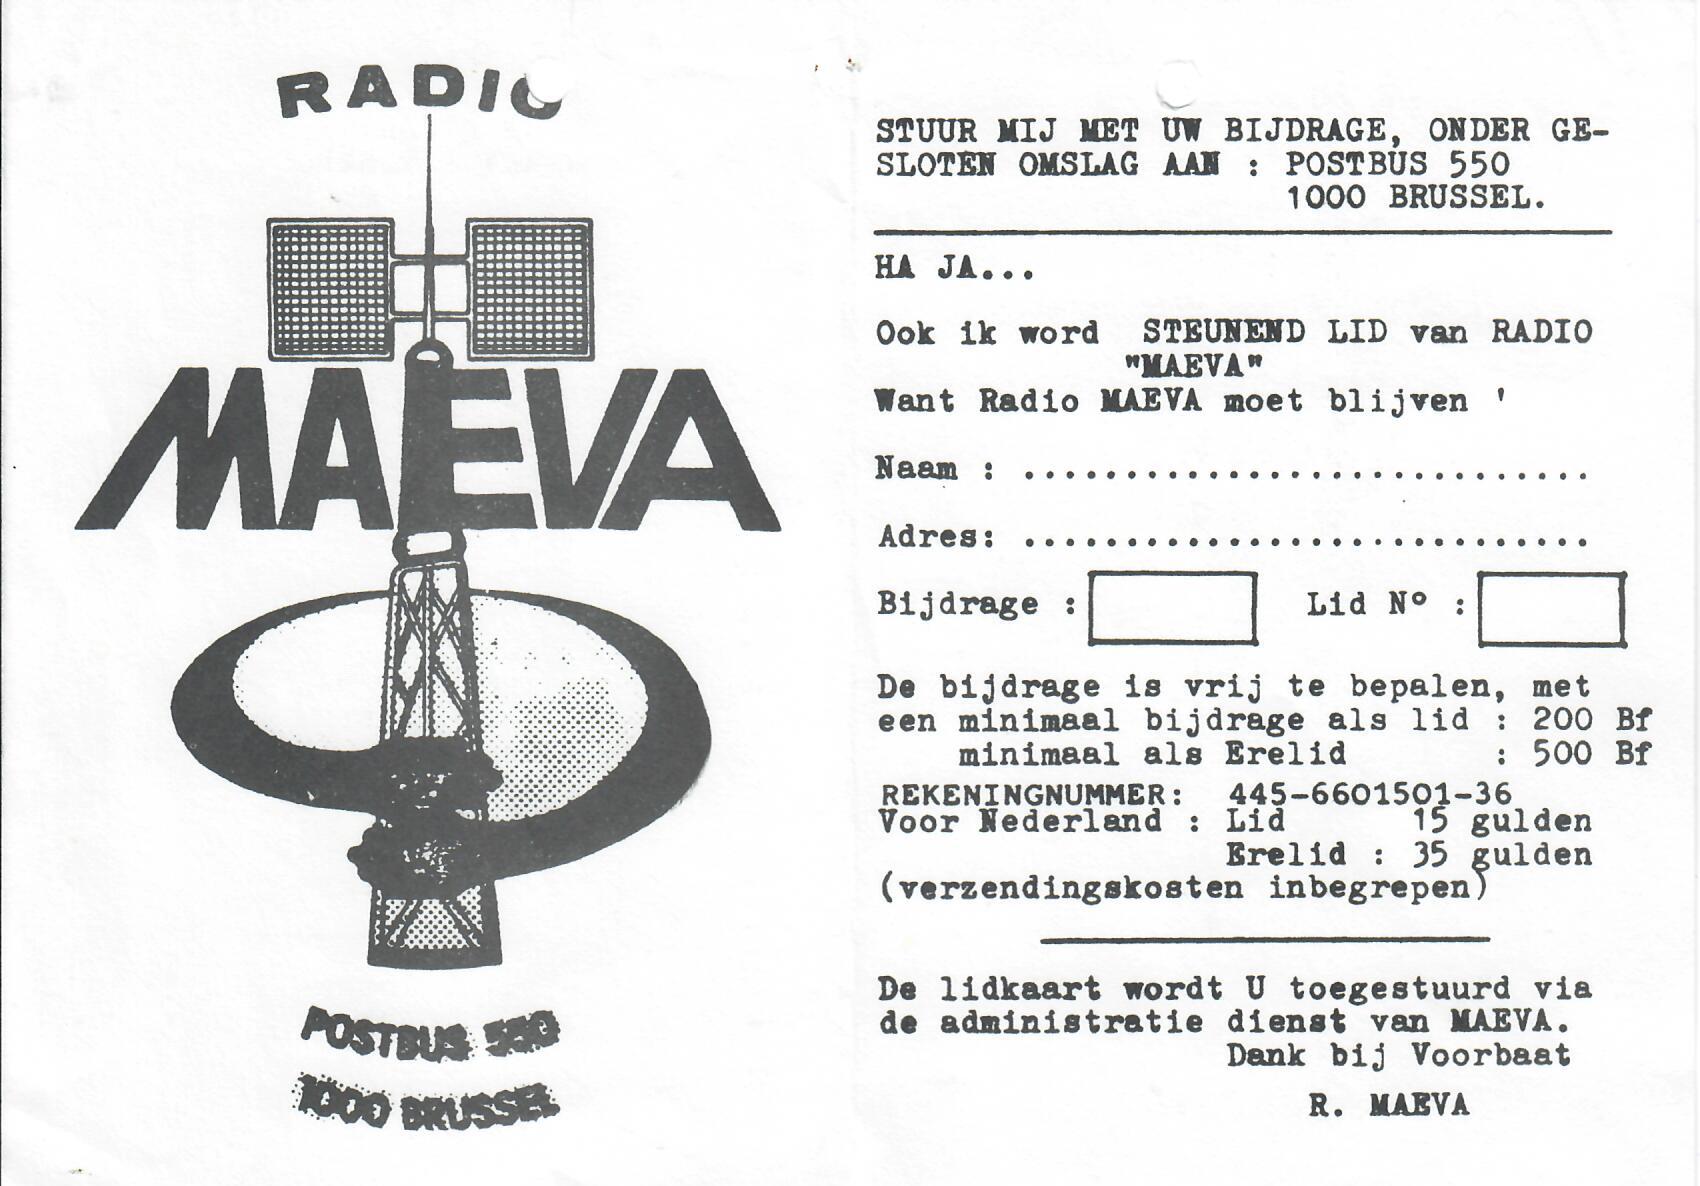 RADIO
MAEVA
POSTBUS 550
1000 BRUSSEL
STUUR MIJ MET UW BIJDRAGE, ONDER GE-
SLOTEN OMSLAG AAN : POSTBUS 550
1000 BRUSSEL.
HA JA...
Ook ik word STEUNEND LID van RADIO
"MAEVA"
Want Radio MAEVA moet blijven '
Naam : ............................
Adres: ............................
Bijdrage : Lid Nº :
De bijdrage is vrij te bepalen, met
een minimaal bijdrage als lid : 200 Bf
minimaal als Erelid : 500 Bf
REKENINGNUMMER: 445-6601501-36
Voor Nederland : Lid 15 gulden
Erelid : 35 gulden
(verzendingskosten inbegrepen)
De lidkaart wordt U toegestuurd via
de administratie dienst van MAEVA.
Dank bij Voorbaat
R. MAEVA